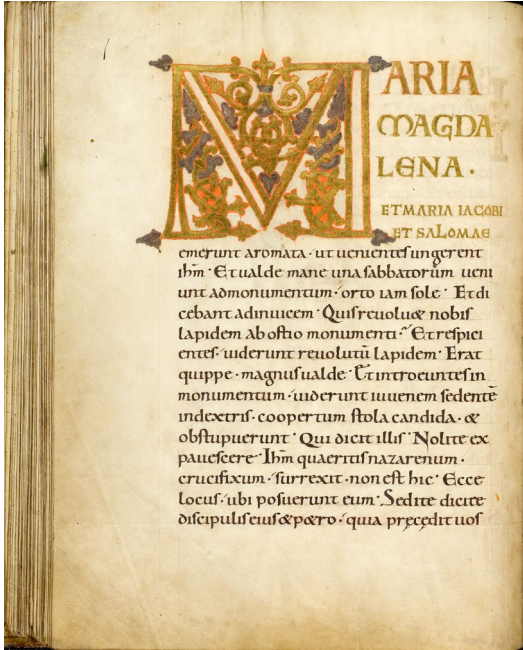 MARIA
MAGDA
LENA ·
ET MARIA IACOBI
ET SALOMAE
emerunt aromata · ut uenientes ungerent
ihm̅ · Et ualde mane una sabbatorum ueni
unt ad monumentum · orto iam sole · Et di
cebant ad inuicem · Quis reuolu& nobis
lapidem ab ostio monumenti · Et respici
entes · uiderunt reuolutū lapidem · Erat
quippe · magnus ualde · Et introeuntes in
monumentum · uiderunt iuuenem sedentē
in dextris · coopertum stola candida · &
obstupuerunt · Qui dicit illis · Nolite ex
pauescere · Ihm̅ quaeritis nazarenum ·
crucifixum · surrexit · non est hic · Ecce
locus · ubi posuerunt eum · Sed ite dicite
discipulis eius & p&ro · quia pręcędit uos